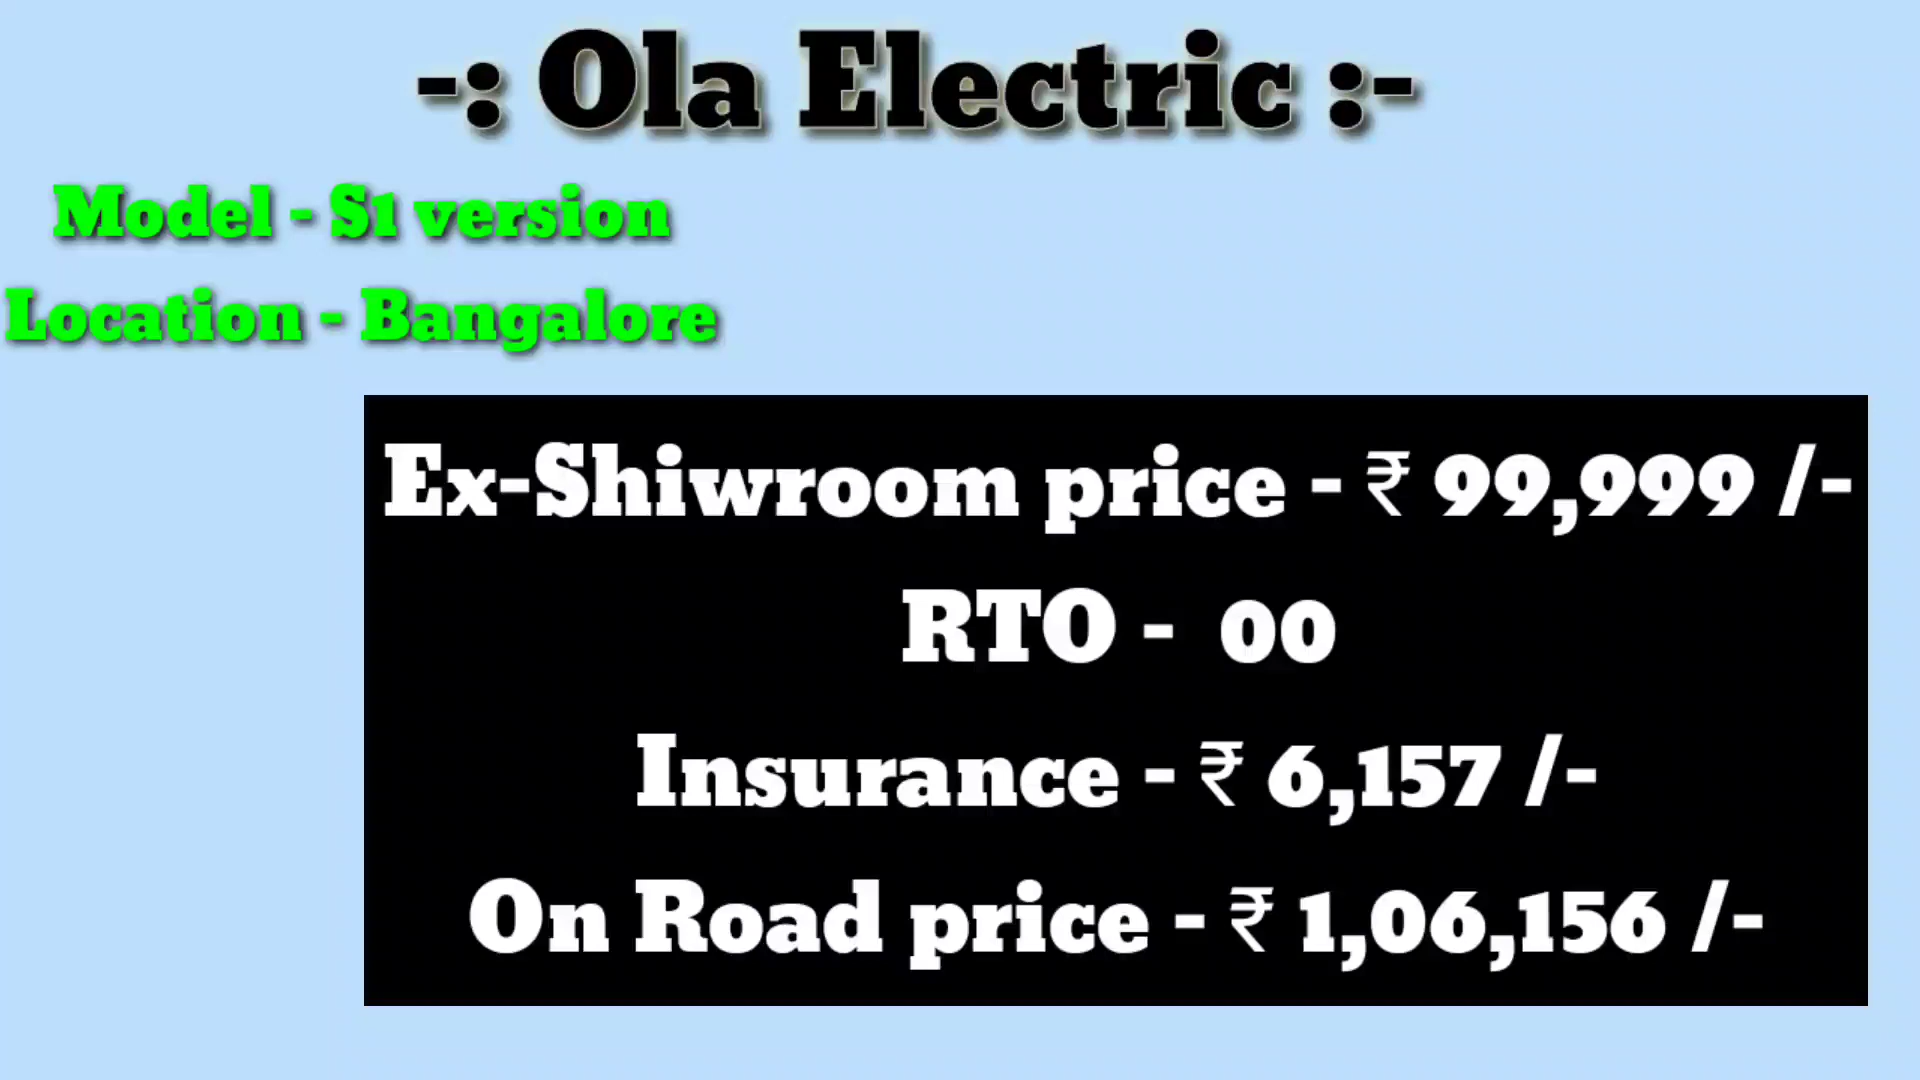 -: Ola Electric :-
Model - S1 version
Location - Bangalore
Ex-Shiwroom price - ₹ 99,999 /-
RTO - 00
Insurance - ₹ 6,157 /-
On Road price - ₹ 1,06,156 /-